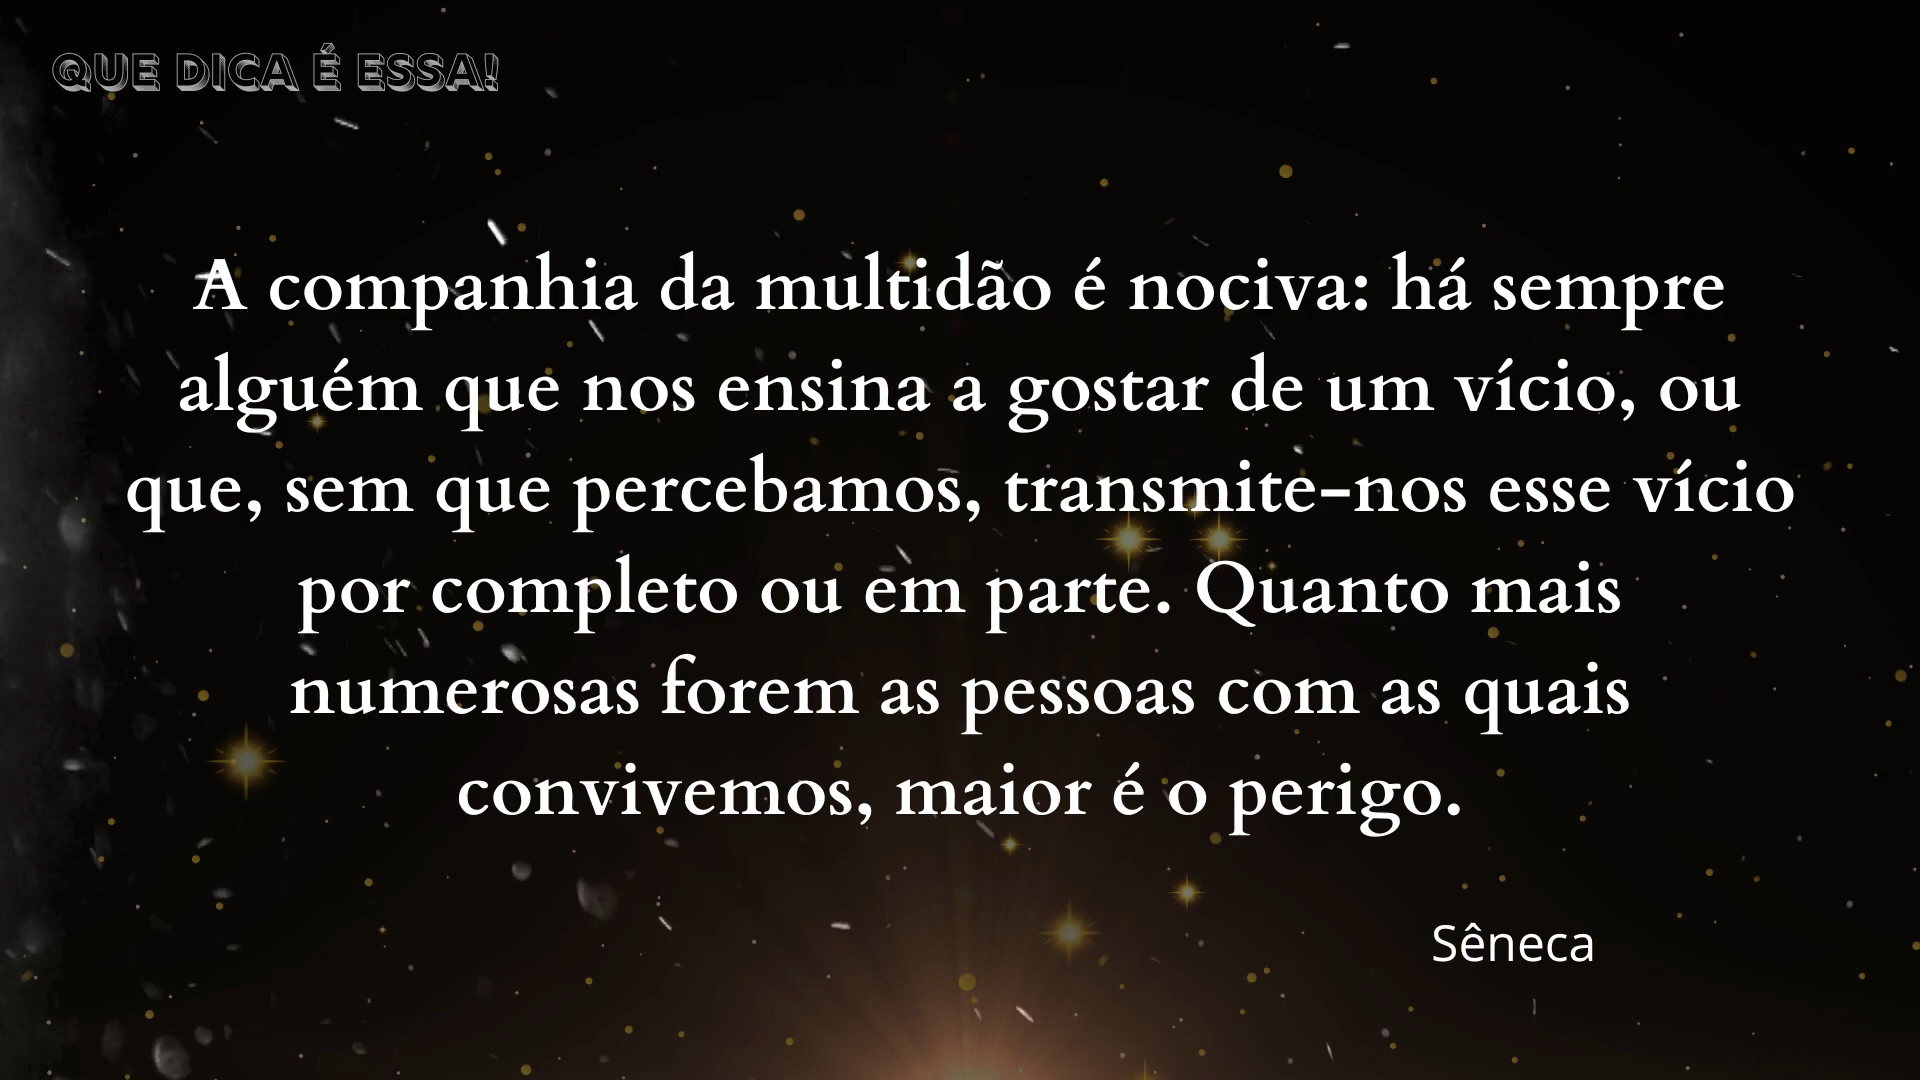 QUE DICA É ESSA!
A companhia da multidão é nociva: há sempre
alguém que nos ensina a gostar de um vício, ou
que, sem que percebamos, transmite-nos esse vício
por completo ou em parte. Quanto mais
numerosas forem as pessoas com as quais
convivemos, maior é o perigo.
Sêneca